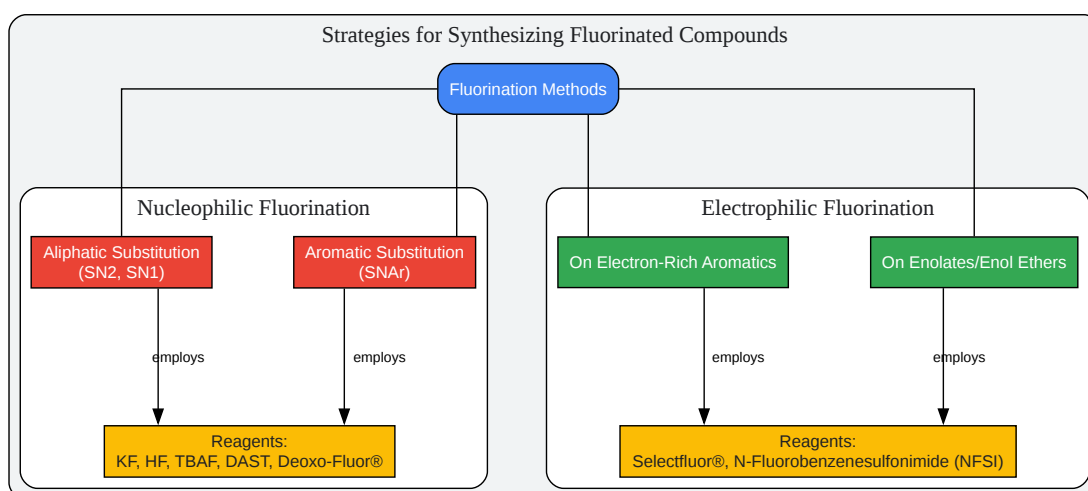 Strategies for Synthesizing Fluorinated Compounds
Fluorination Methods
Nucleophilic Fluorination
Electrophilic Fluorination
Aliphatic Substitution
(SN2, SN1)
Aromatic Substitution
(SNAr)
On Electron-Rich Aromatics
On Enolates/Enol Ethers
employs
employs
employs
employs
Reagents:
KF, HF, TBAF, DAST, Deoxo-Fluor®
Reagents:
Selectfluor®, N-Fluorobenzenesulfonimide (NFSI)